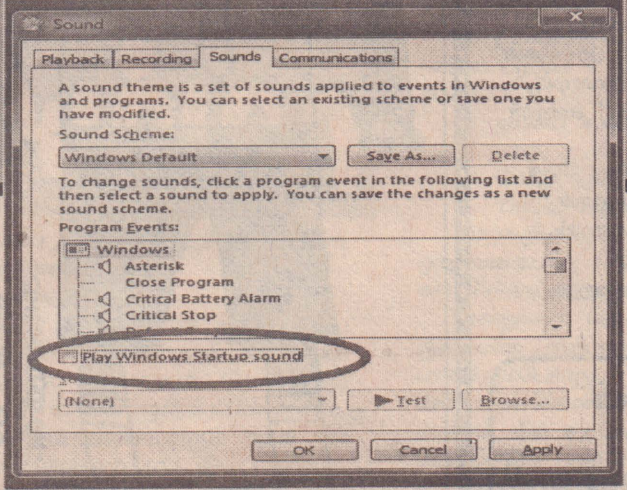 Sound
Playback Recording Sounds Communications
A sound theme is a set of sounds applied to events in Windows
and programs. You can select an existing scheme or save one you
have modified.
Sound Scheme:
Windows Default Save As... Delete
To change sounds, click a program event in the following list and
then select a sound to apply. You can save the changes as a new
sound scheme.
Program Events:
Windows
Asterisk
Close Program
Critical Battery Alarm
Critical Stop
Play Windows Startup sound
(None) Test Browse...
OK Cancel Apply